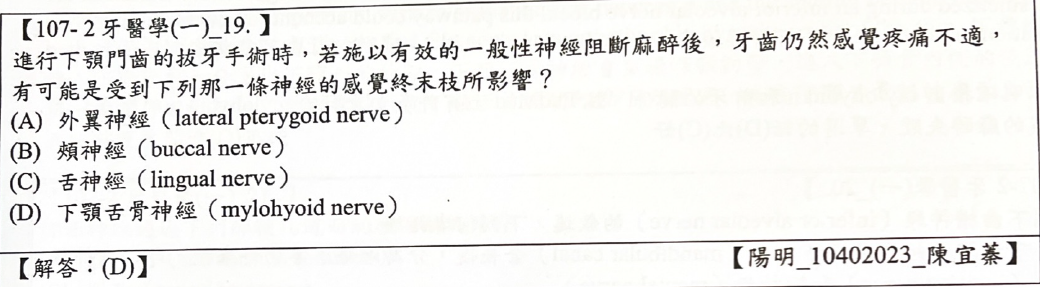 【107- 2 牙醫學(一)_19. 】
進行下顎門齒的拔牙手術時，若施以有效的一般性神經阻斷麻醉後，牙齒仍然感覺疼痛不適，
有可能是受到下列那一條神經的感覺終末枝所影響？
(A) 外翼神經（lateral pterygoid nerve）
(B) 頰神經（buccal nerve）
(C) 舌神經（lingual nerve）
(D) 下顎舌骨神經（mylohyoid nerve）
【解答：(D)】
【陽明_10402023_陳宜蓁】